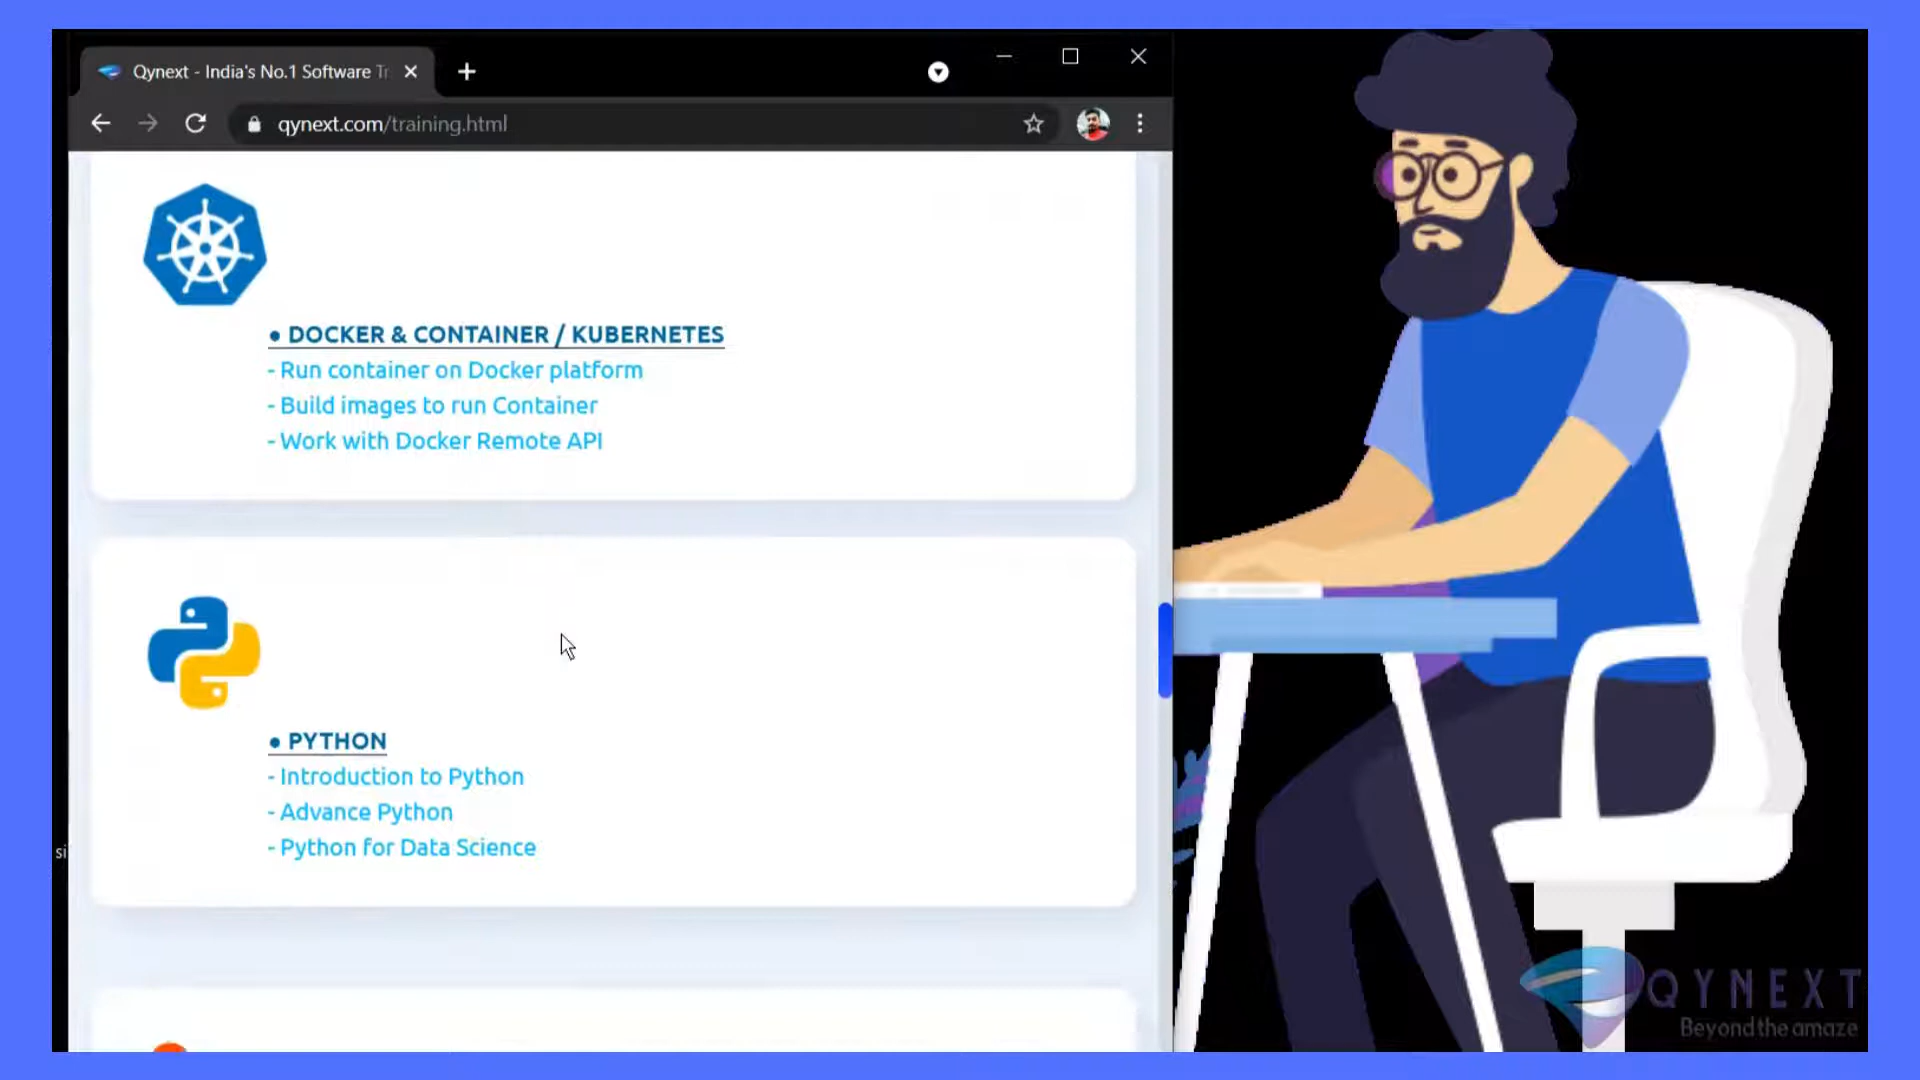 Qynext - India's No.1 Software Tr
qynext.com/training.html
● DOCKER & CONTAINER / KUBERNETES
- Run container on Docker platform
- Build images to run Container
- Work with Docker Remote API
● PYTHON
- Introduction to Python
- Advance Python
- Python for Data Science
si
QYNEXT
Beyond the amaze